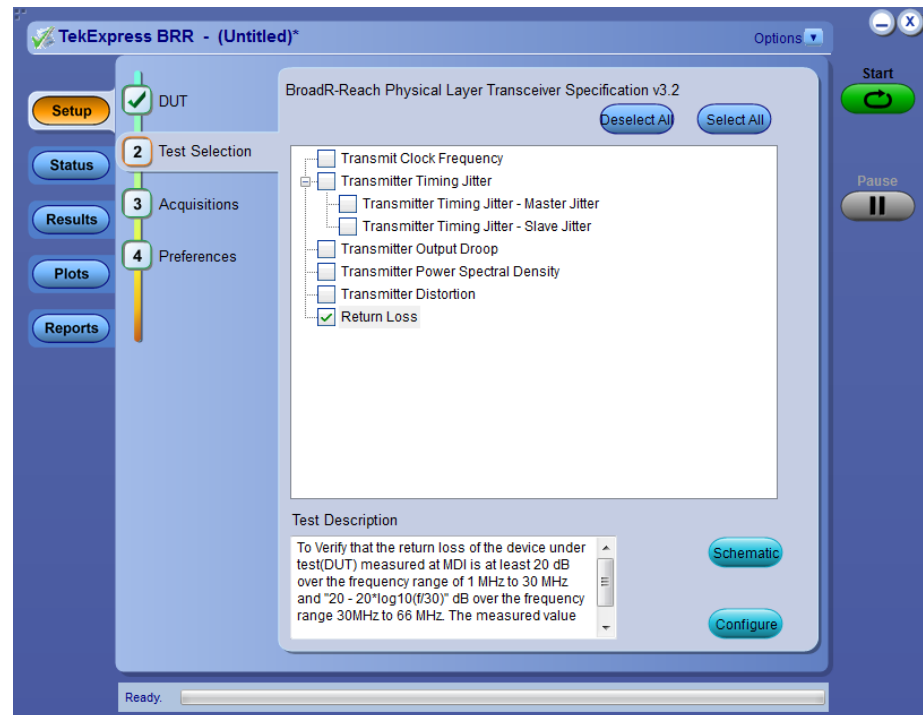 TekExpress BRR - (Untitled)*
Options
Start
Pause
Setup
Status
Results
Plots
Reports
DUT
2 Test Selection
3 Acquisitions
4 Preferences
BroadR-Reach Physical Layer Transceiver Specification v3.2
Deselect All
Select All
Transmit Clock Frequency
Transmitter Timing Jitter
Transmitter Timing Jitter - Master Jitter
Transmitter Timing Jitter - Slave Jitter
Transmitter Output Droop
Transmitter Power Spectral Density
Transmitter Distortion
Return Loss
Test Description
To Verify that the return loss of the device under
test(DUT) measured at MDI is at least 20 dB
over the frequency range of 1 MHz to 30 MHz
and "20 - 20*log10(f/30)" dB over the frequency
range 30MHz to 66 MHz. The measured value
Schematic
Configure
Ready.